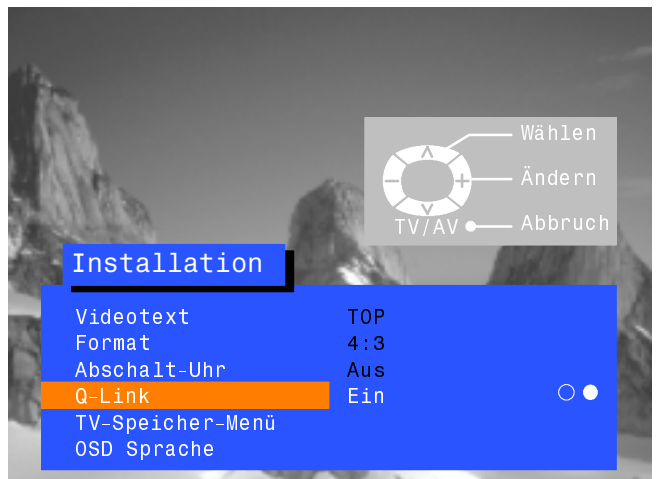 Wählen
Ändern
TV/AV Abbruch
Installation
Videotext TOP
Format 4:3
Abschalt-Uhr Aus
Q-Link Ein
TV-Speicher-Menü
OSD Sprache